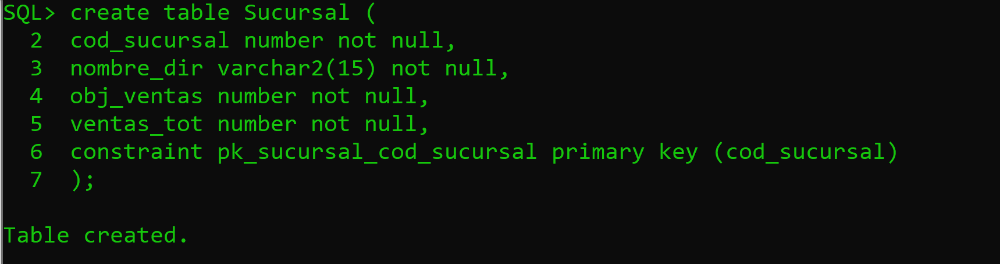 SQL> create table Sucursal (
  2  cod_sucursal number not null,
  3  nombre_dir varchar2(15) not null,
  4  obj_ventas number not null,
  5  ventas_tot number not null,
  6  constraint pk_sucursal_cod_sucursal primary key (cod_sucursal)
  7  );
Table created.